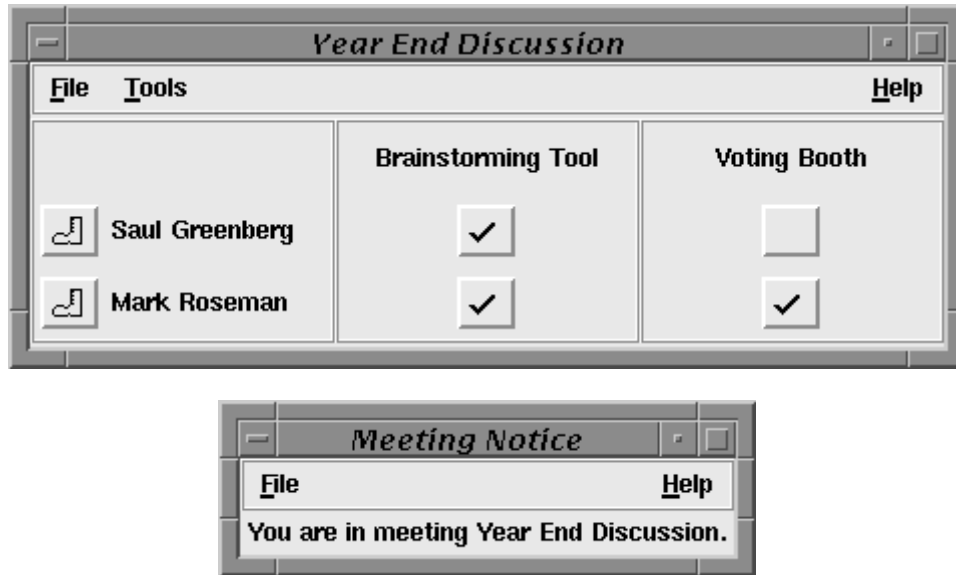 Year End Discussion
File Tools Help
Brainstorming Tool Voting Booth
Saul Greenberg
Mark Roseman
Meeting Notice
File Help
You are in meeting Year End Discussion.